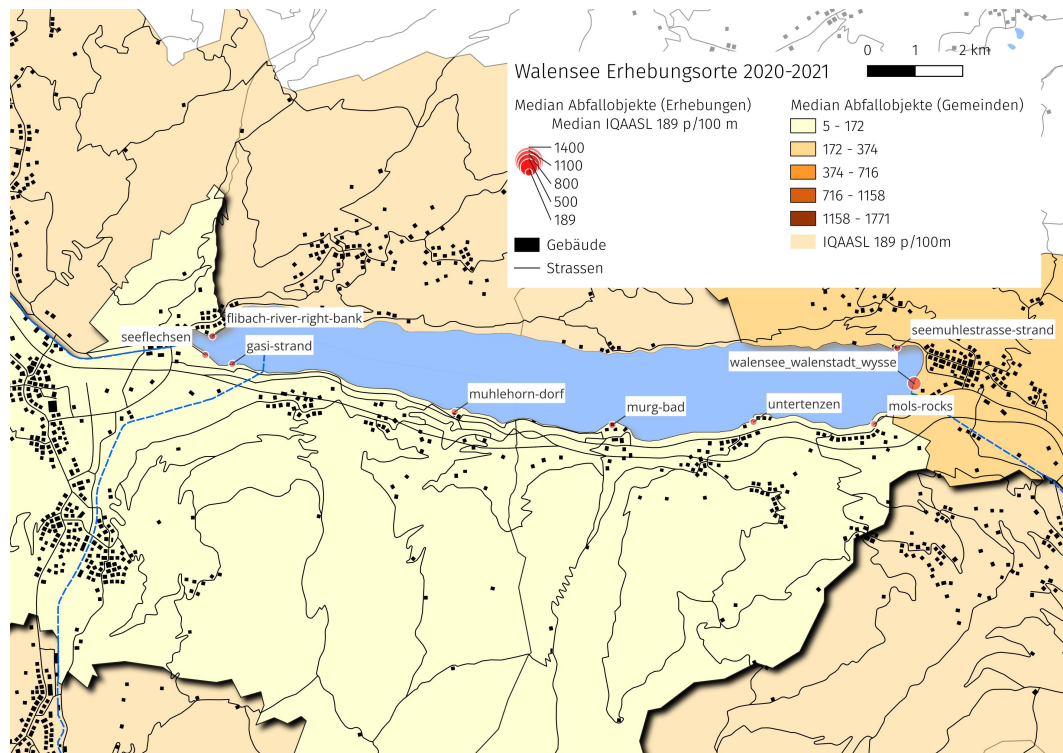 0 1 2 km
Walensee Erhebungsorte 2020-2021
Median Abfallobjekte (Erhebungen)
Median IQAASL 189 p/100 m
1400
1100
800
500
189
Gebäude
Strassen
Median Abfallobjekte (Gemeinden)
5 - 172
172 - 374
374 - 716
716 - 1158
1158 - 1771
IQAASL 189 p/100m
flibach-river-right-bank
seeflechsen
gasi-strand
seemuhlestrasse-strand
walensee_walenstadt_wysse
muhlehorn-dorf
murg-bad
untertenzen
mols-rocks